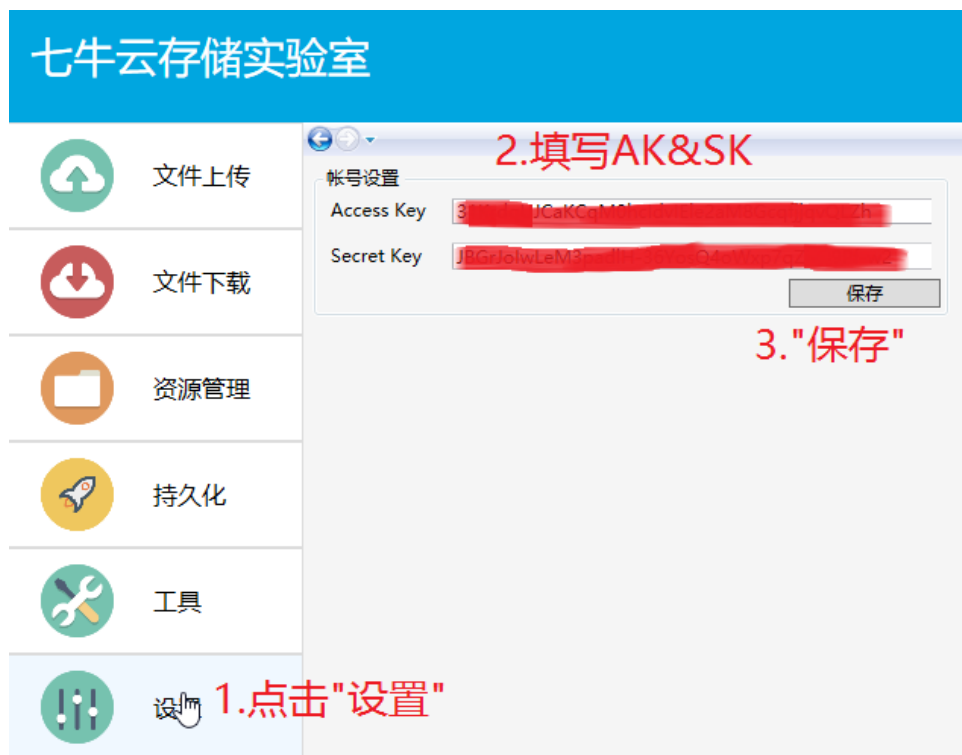 七牛云存储实验室
文件上传
文件下载
资源管理
持久化
工具
1.点击"设置"
2.填写AK&SK
帐号设置
Access Key
Secret Key
保存
3."保存"